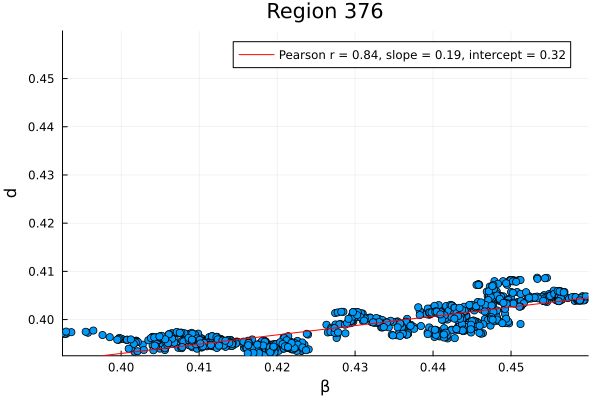 Region 376
Pearson r = 0.84, slope = 0.19, intercept = 0.32
0.45
0.44
0.43
0.42
0.41
0.40
d
0.40 0.41 0.42 0.43 0.44 0.45
β